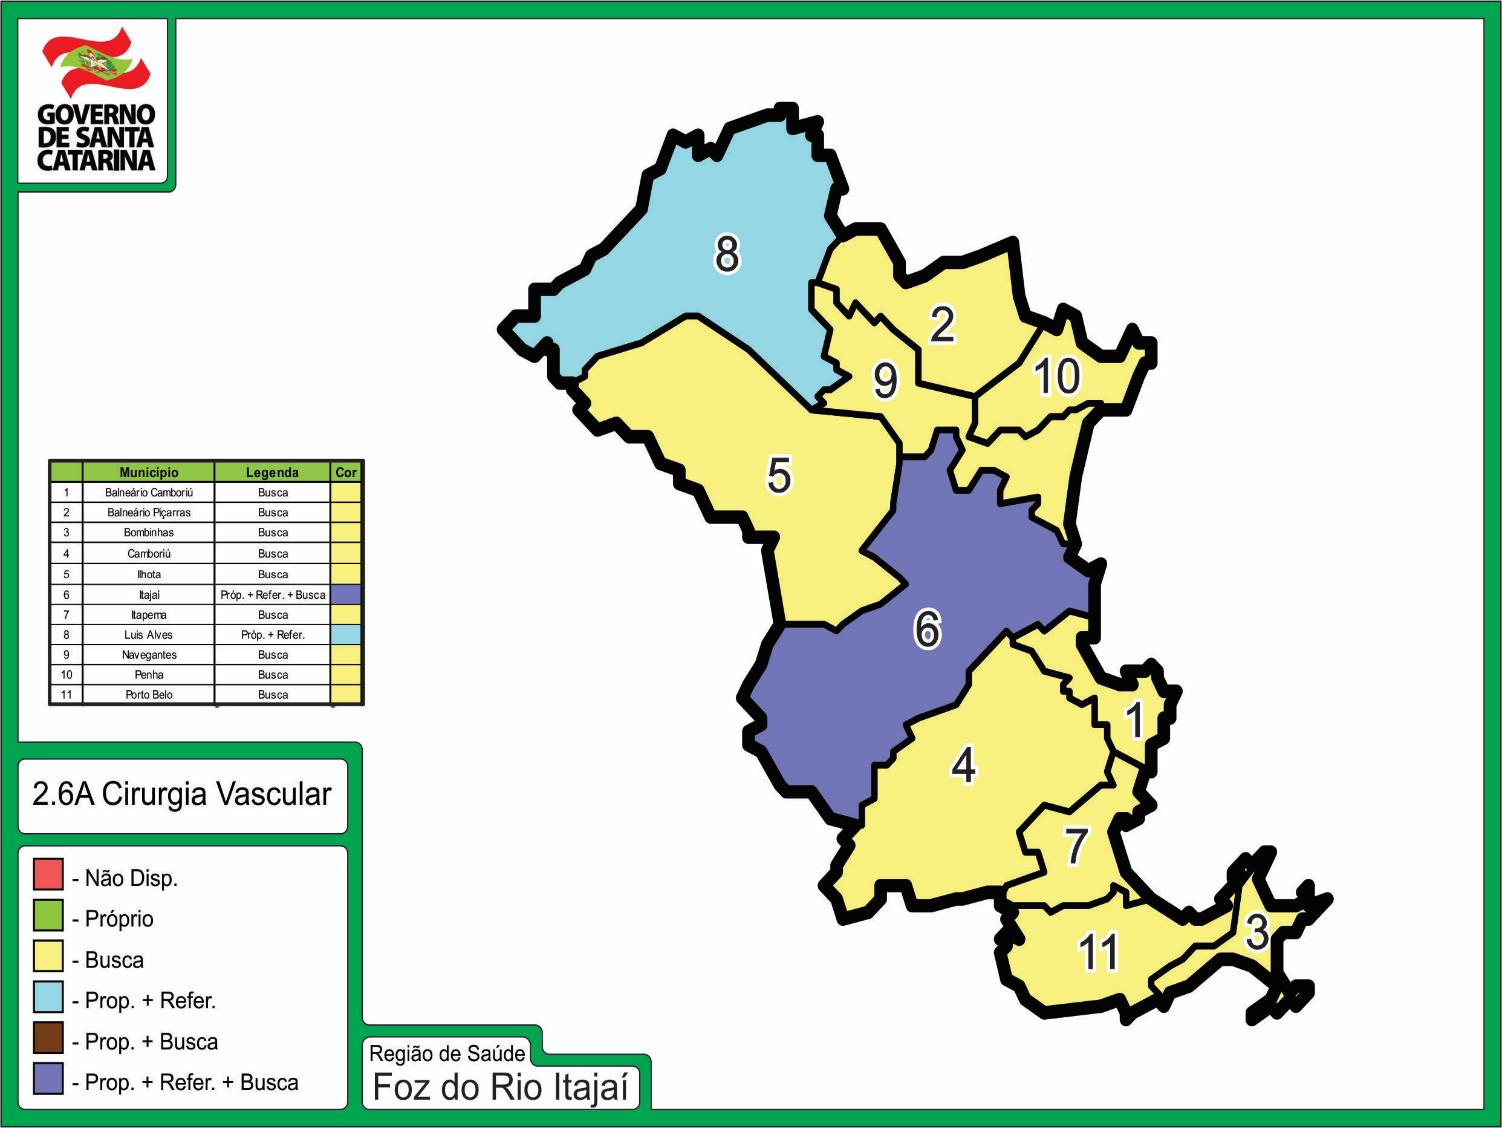 GOVERNO
DE SANTA
CATARINA
8
2
10
9
5
6
1
4
7
3
11
Município Legenda Cor
1 Balneário Camboriú Busca
2 Balneário Piçarras Busca
3 Bombinhas Busca
4 Camboriú Busca
5 Ilhota Busca
6 Itajaí Próp. + Refer. + Busca
7 Itapema Busca
8 Luis Alves Próp. + Refer.
9 Navegantes Busca
10 Penha Busca
11 Porto Belo Busca
2.6A Cirurgia Vascular
- Não Disp.
- Próprio
- Busca
- Prop. + Refer.
- Prop. + Busca
- Prop. + Refer. + Busca
Região de Saúde
Foz do Rio Itajaí